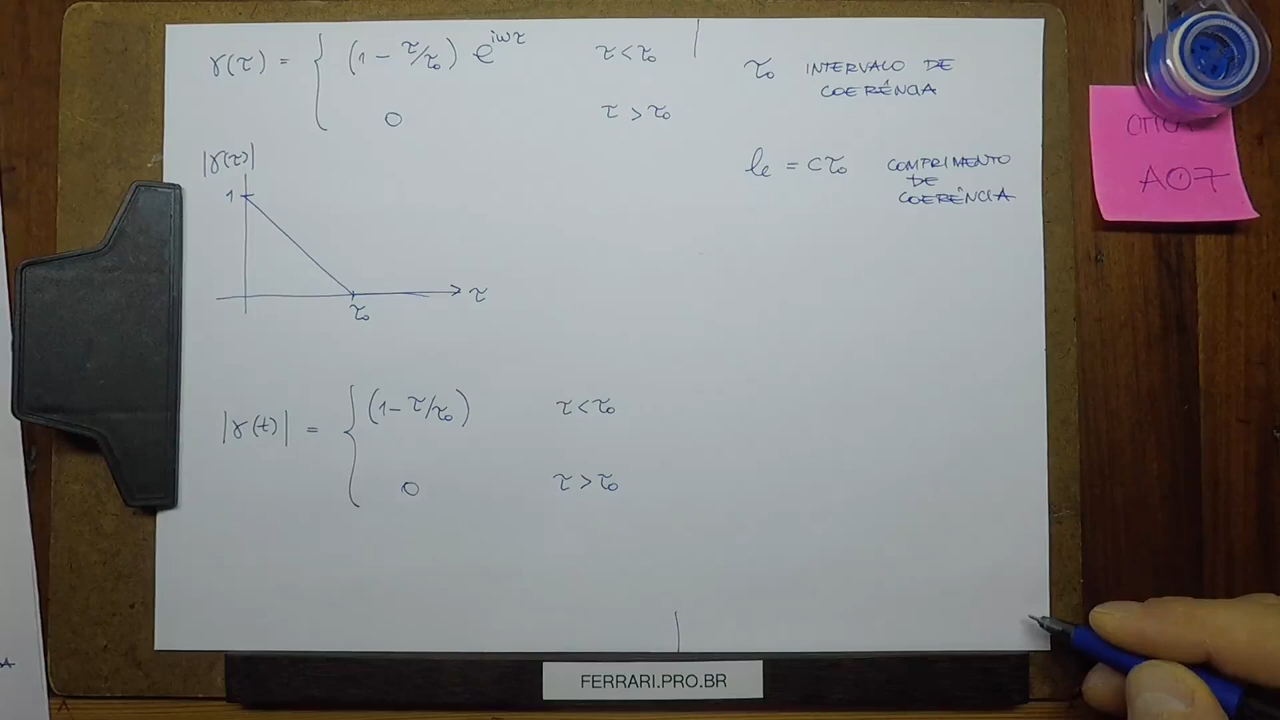 γ(τ) = { (1 - τ/τ₀) e^{iωτ} τ < τ₀
0 τ > τ₀
τ₀ INTERVALO DE
COERÊNCIA
|γ(τ)|
1
τ
τ₀
lc = cτ₀ COMPRIMENTO
DE
COERÊNCIA
|γ(t)| = { (1 - τ/τ₀) τ < τ₀
0 τ > τ₀
ÓTICA
A07
FERRARI.PRO.BR